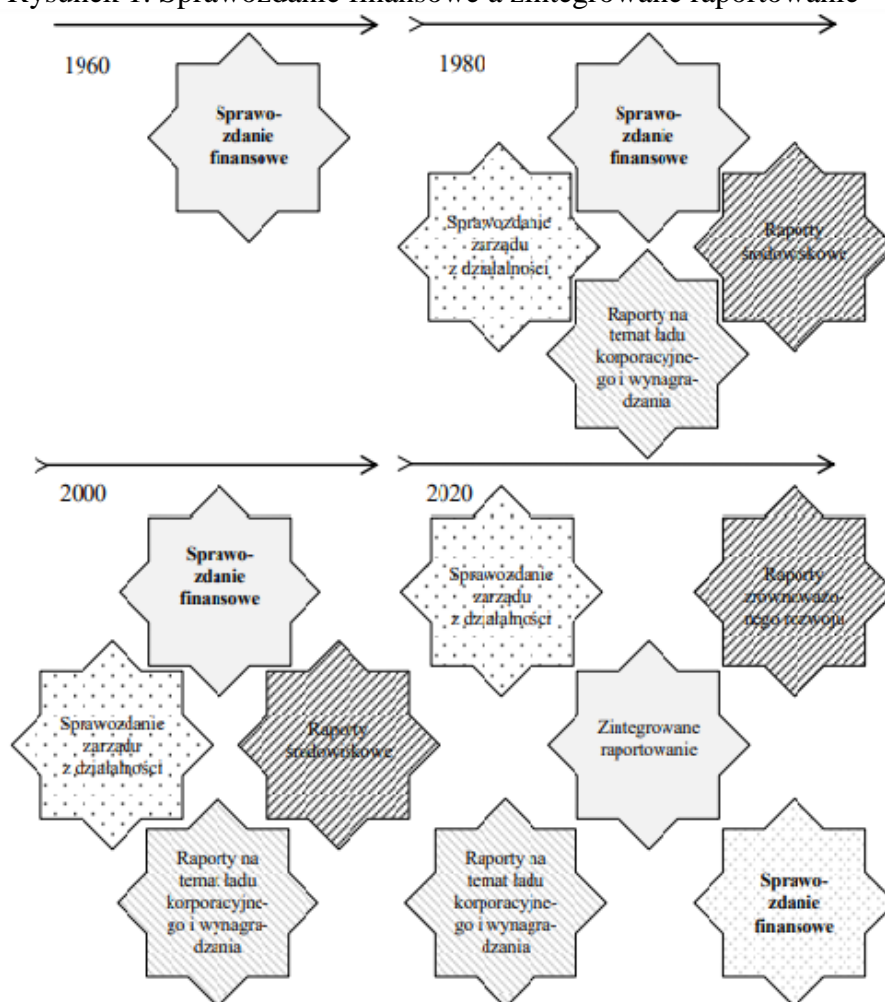 Rysunek 1. Sprawozdanie finansowe a zintegrowane raportowanie
1960
Sprawo-
zdanie
finansowe
1980
Sprawo-
zdanie
finansowe
Sprawozdanie
zarządu
z działalności
Raporty
środowiskowe
Raporty na
temat ładu
korporacyjne-
go i wynagra-
dzania
2000
Sprawo-
zdanie
finansowe
Sprawozdanie
zarządu
z działalności
Raporty
środowiskowe
Raporty na
temat ładu
korporacyjne-
go i wynagra-
dzania
2020
Sprawozdanie
zarządu
z działalności
Raporty
zrównoważo-
nego rozwoju
Zintegrowane
raportowanie
Raporty na
temat ładu
korporacyjne-
go i wynagra-
dzania
Sprawo-
zdanie
finansowe